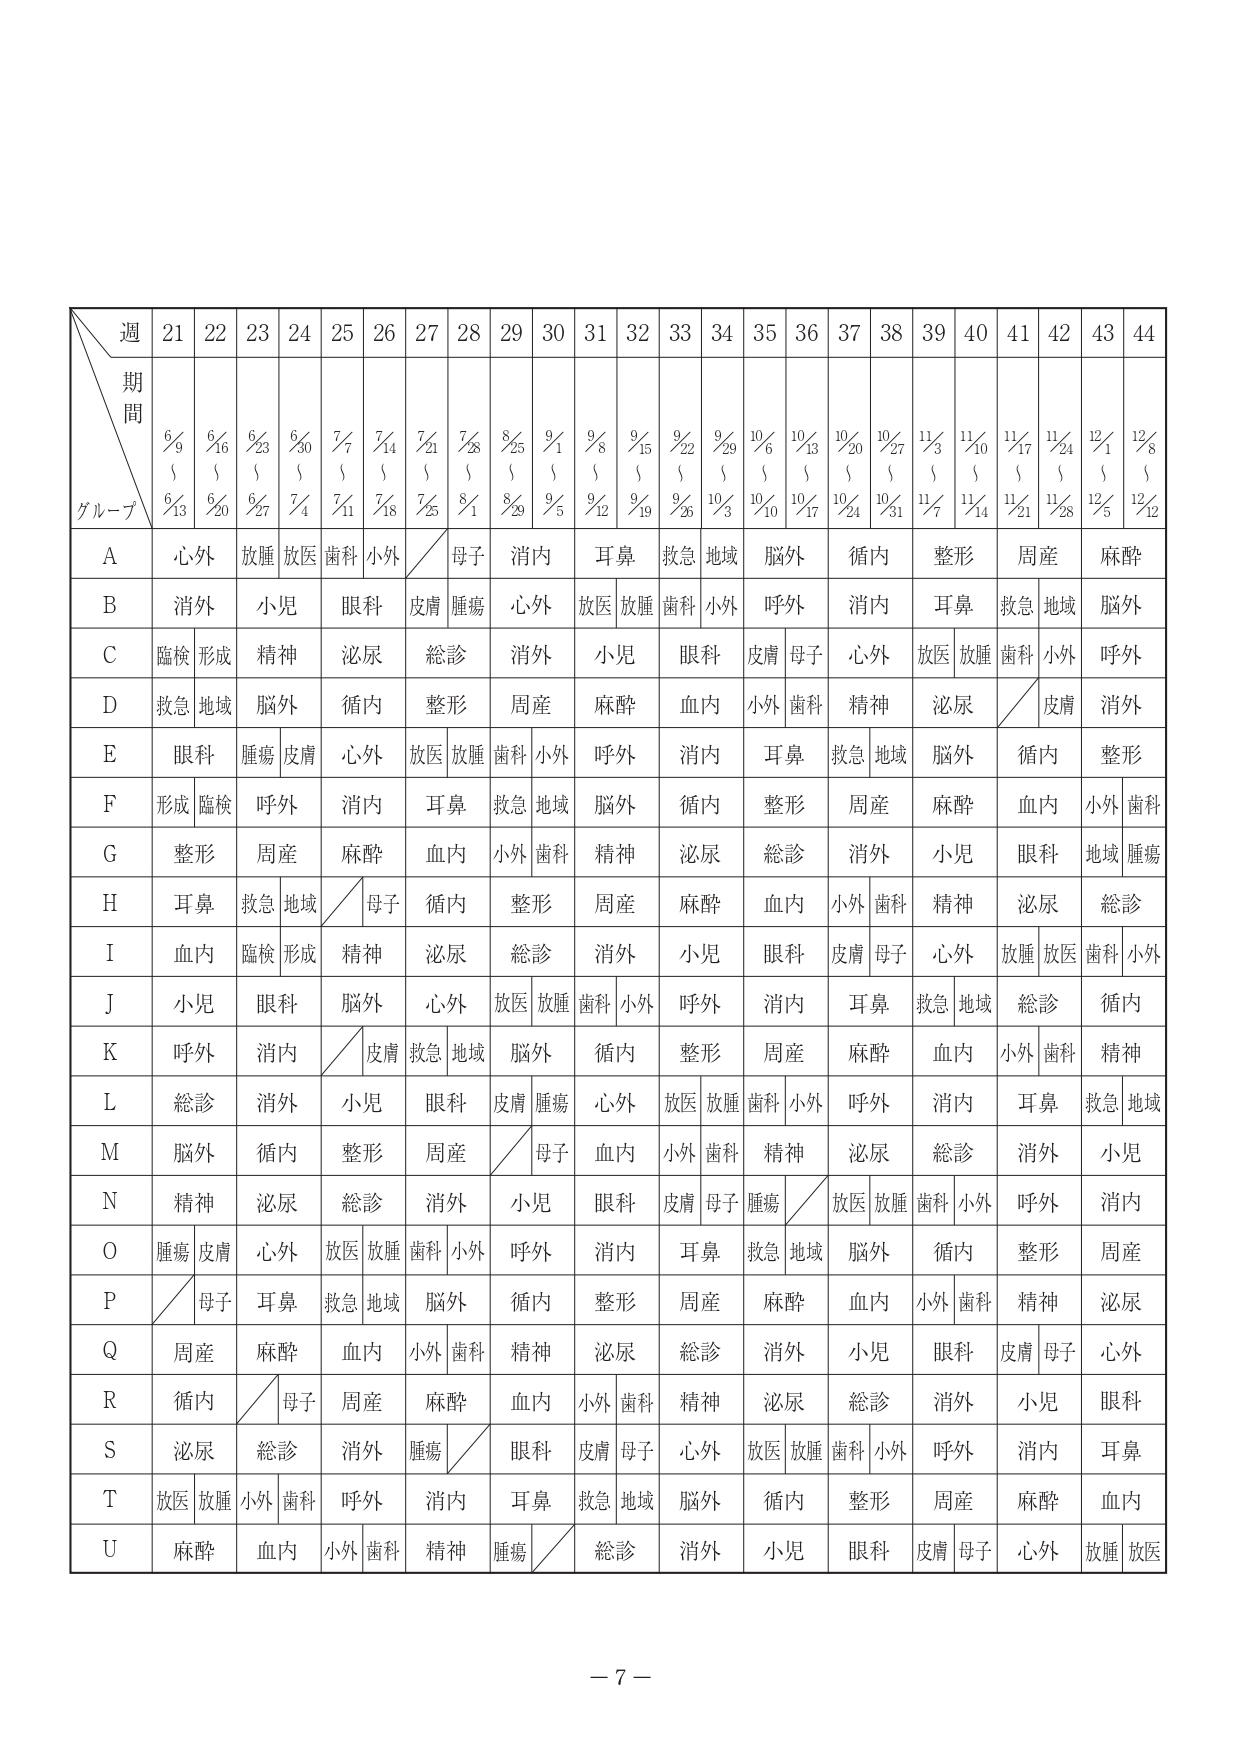 週 21 22 23 24 25 26 27 28 29 30 31 32 33 34 35 36 37 38 39 40 41 42 43 44
期間
6/9 6/16 6/23 6/30 7/7 7/14 7/21 7/28 8/25 9/1 9/8 9/15 9/22 9/29 10/6 10/13 10/20 10/27 11/3 11/10 11/17 11/24 12/1 12/8
〜 〜 〜 〜 〜 〜 〜 〜 〜 〜 〜 〜 〜 〜 〜 〜 〜 〜 〜 〜 〜 〜 〜 〜
グループ 6/13 6/20 6/27 7/4 7/11 7/18 7/25 8/1 8/29 9/5 9/12 9/19 9/26 10/3 10/10 10/17 10/24 10/31 11/7 11/14 11/21 11/28 12/5 12/12
A 心外 放腫 放医 歯科 小外 母子 消内 耳鼻 救急 地域 脳外 循内 整形 周産 麻酔
B 消外 小児 眼科 皮膚 腫瘍 心外 放医 放腫 歯科 小外 呼外 消内 耳鼻 救急 地域 脳外
C 臨検 形成 精神 泌尿 総診 消外 小児 眼科 皮膚 母子 心外 放医 放腫 歯科 小外 呼外
D 救急 地域 脳外 循内 整形 周産 麻酔 血内 小外 歯科 精神 泌尿 皮膚 消外
E 眼科 腫瘍 皮膚 心外 放医 放腫 歯科 小外 呼外 消内 耳鼻 救急 地域 脳外 循内 整形
F 形成 臨検 呼外 消内 耳鼻 救急 地域 脳外 循内 整形 周産 麻酔 血内 小外 歯科
G 整形 周産 麻酔 血内 小外 歯科 精神 泌尿 総診 消外 小児 眼科 地域 腫瘍
H 耳鼻 救急 地域 母子 循内 整形 周産 麻酔 血内 小外 歯科 精神 泌尿 総診
I 血内 臨検 形成 精神 泌尿 総診 消外 小児 眼科 皮膚 母子 心外 放腫 放医 歯科 小外
J 小児 眼科 脳外 心外 放医 放腫 歯科 小外 呼外 消内 耳鼻 救急 地域 総診 循内
K 呼外 消内 皮膚 救急 地域 脳外 循内 整形 周産 麻酔 血内 小外 歯科 精神
L 総診 消外 小児 眼科 皮膚 腫瘍 心外 放医 放腫 歯科 小外 呼外 消内 耳鼻 救急 地域
M 脳外 循内 整形 周産 母子 血内 小外 歯科 精神 泌尿 総診 消外 小児
N 精神 泌尿 総診 消外 小児 眼科 皮膚 母子 腫瘍 放医 放腫 歯科 小外 呼外 消内
O 腫瘍 皮膚 心外 放医 放腫 歯科 小外 呼外 消内 耳鼻 救急 地域 脳外 循内 整形 周産
P 母子 耳鼻 救急 地域 脳外 循内 整形 周産 麻酔 血内 小外 歯科 精神 泌尿
Q 周産 麻酔 血内 小外 歯科 精神 泌尿 総診 消外 小児 眼科 皮膚 母子 心外
R 循内 母子 周産 麻酔 血内 小外 歯科 精神 泌尿 総診 消外 小児 眼科
S 泌尿 総診 消外 腫瘍 眼科 皮膚 母子 心外 放医 放腫 歯科 小外 呼外 消内 耳鼻
T 放医 放腫 小外 歯科 呼外 消内 耳鼻 救急 地域 脳外 循内 整形 周産 麻酔 血内
U 麻酔 血内 小外 歯科 精神 腫瘍 総診 消外 小児 眼科 皮膚 母子 心外 放腫 放医
― 7 ―